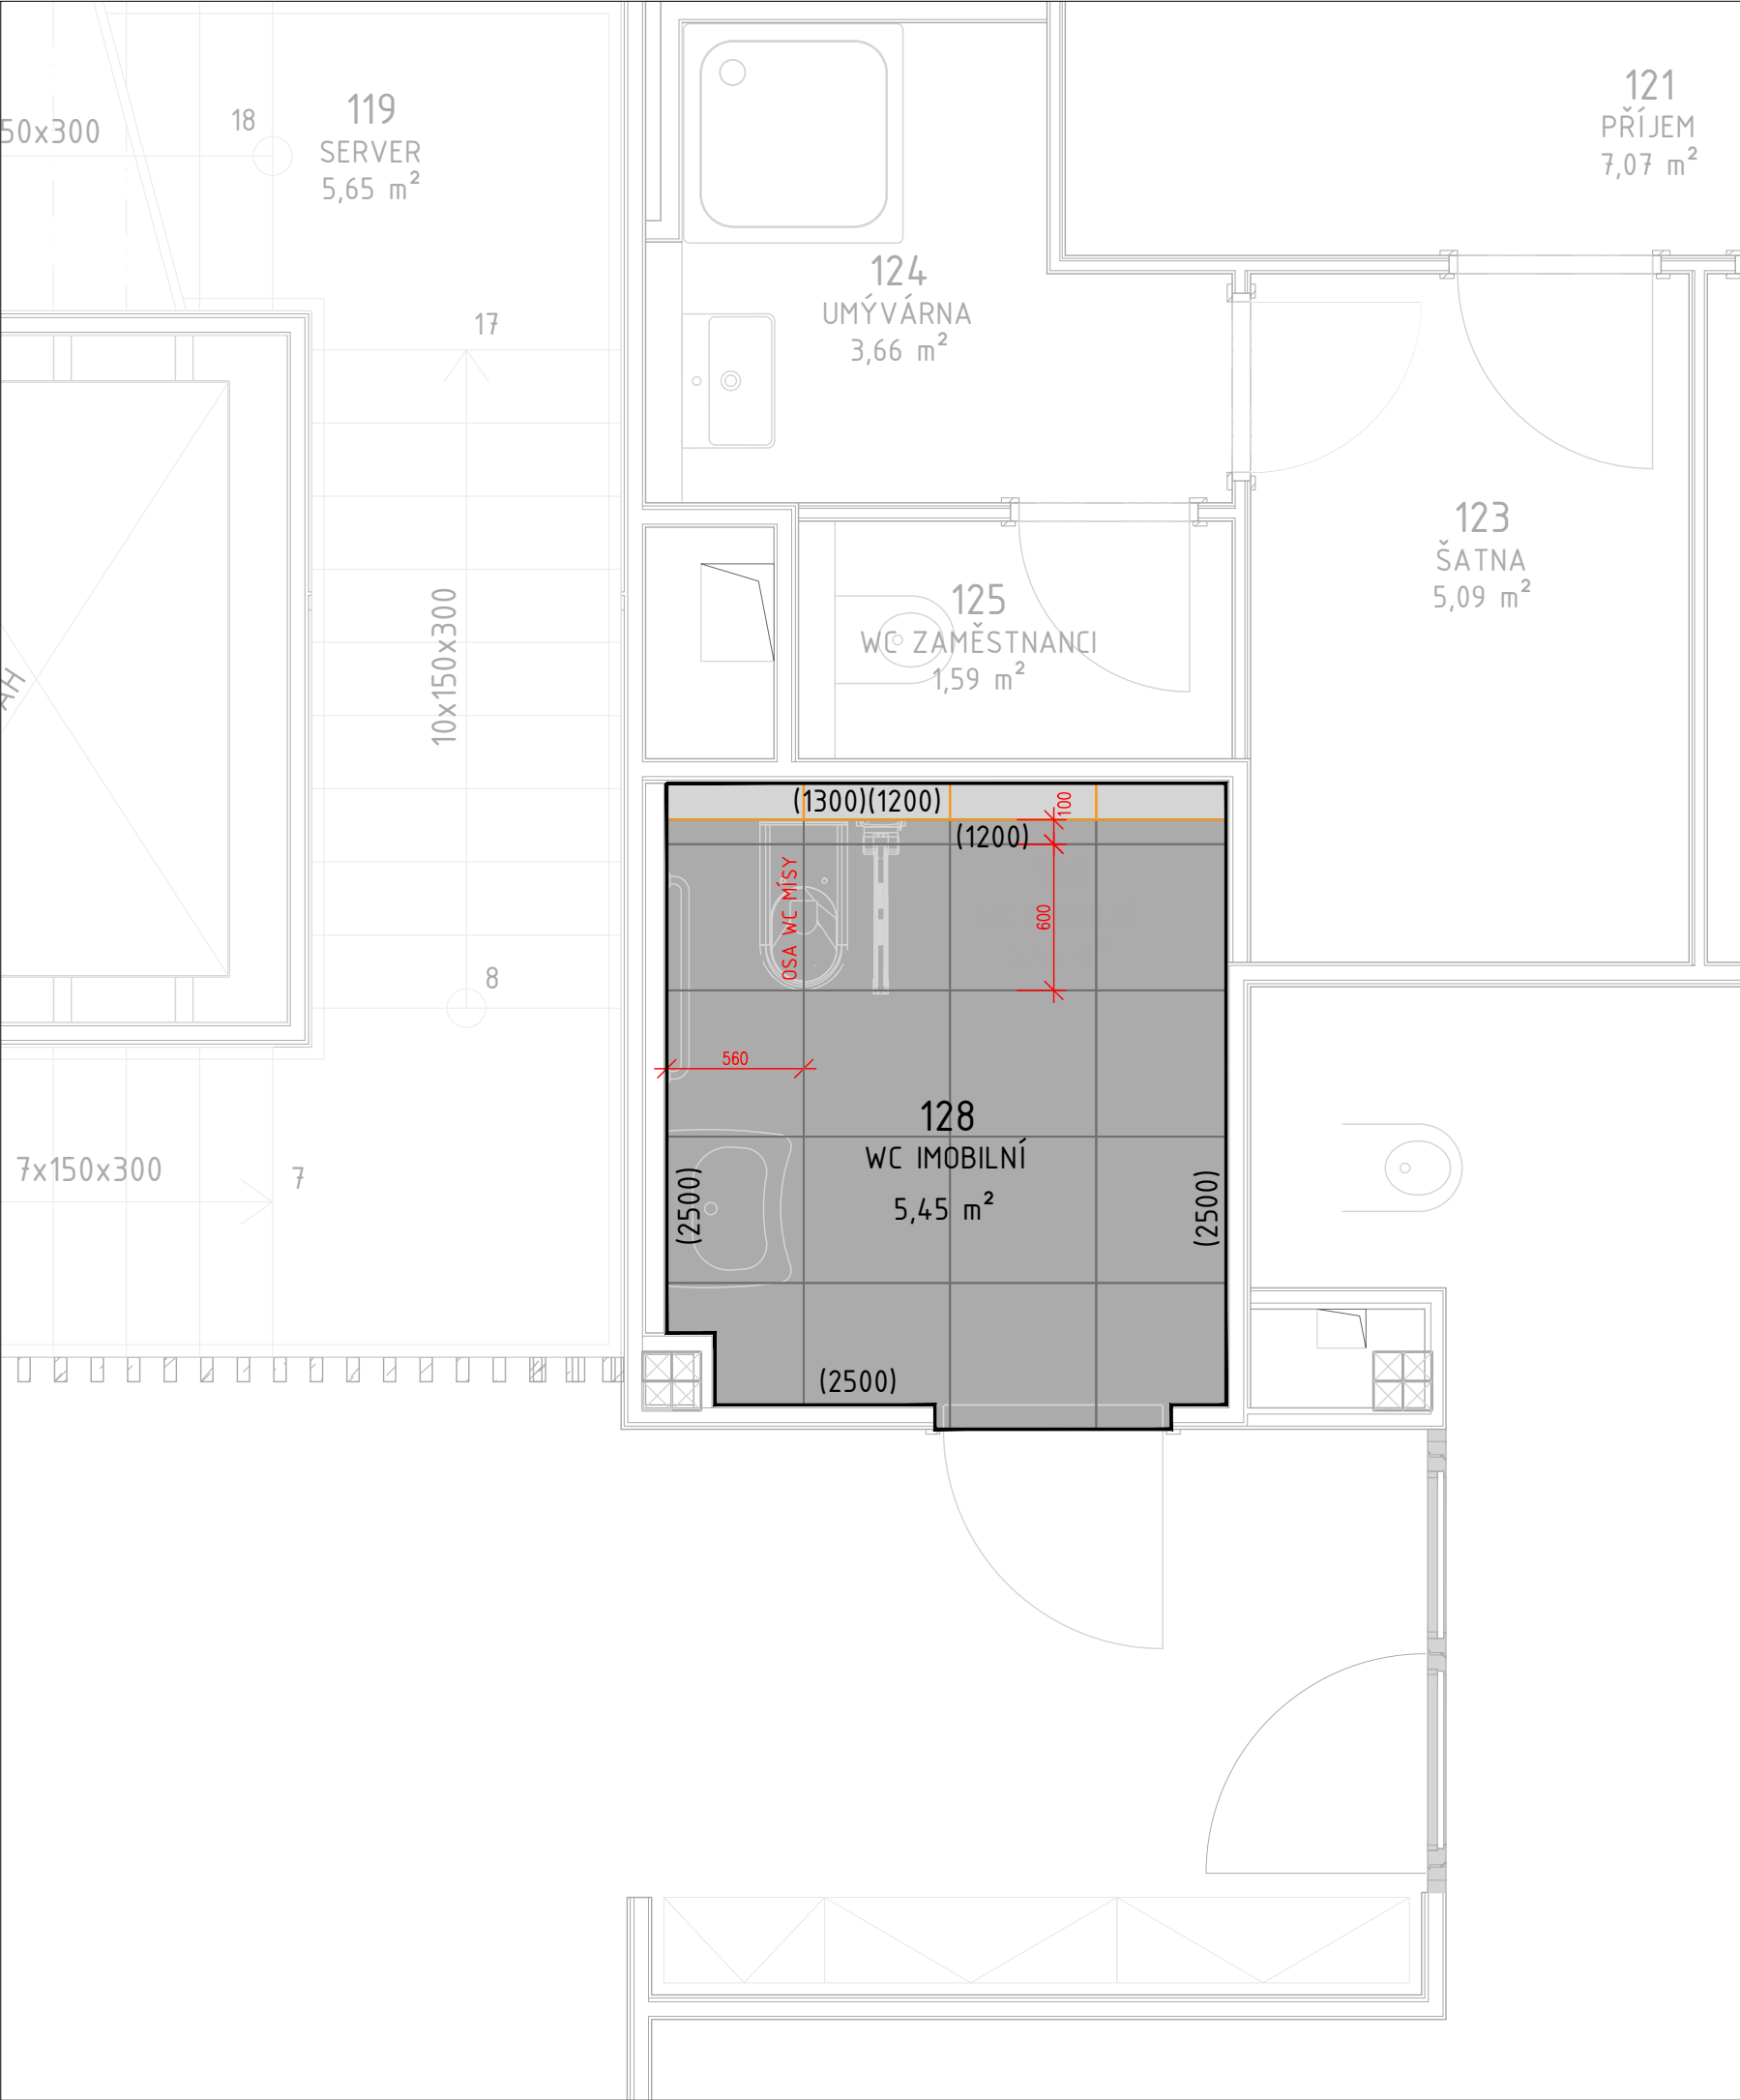 119
SERVER
5,65 m²
18
50x300
121
PŘÍJEM
7,07 m²
124
UMÝVÁRNA
3,66 m²
17
123
ŠATNA
5,09 m²
125
WC ZAMĚSTNANCI
1,59 m²
10x150x300
(1300)(1200)
100
(1200)
OSA WC MÍSY
600
8
560
128
WC IMOBILNÍ
5,45 m²
7x150x300
7
(2500)
(2500)
(2500)